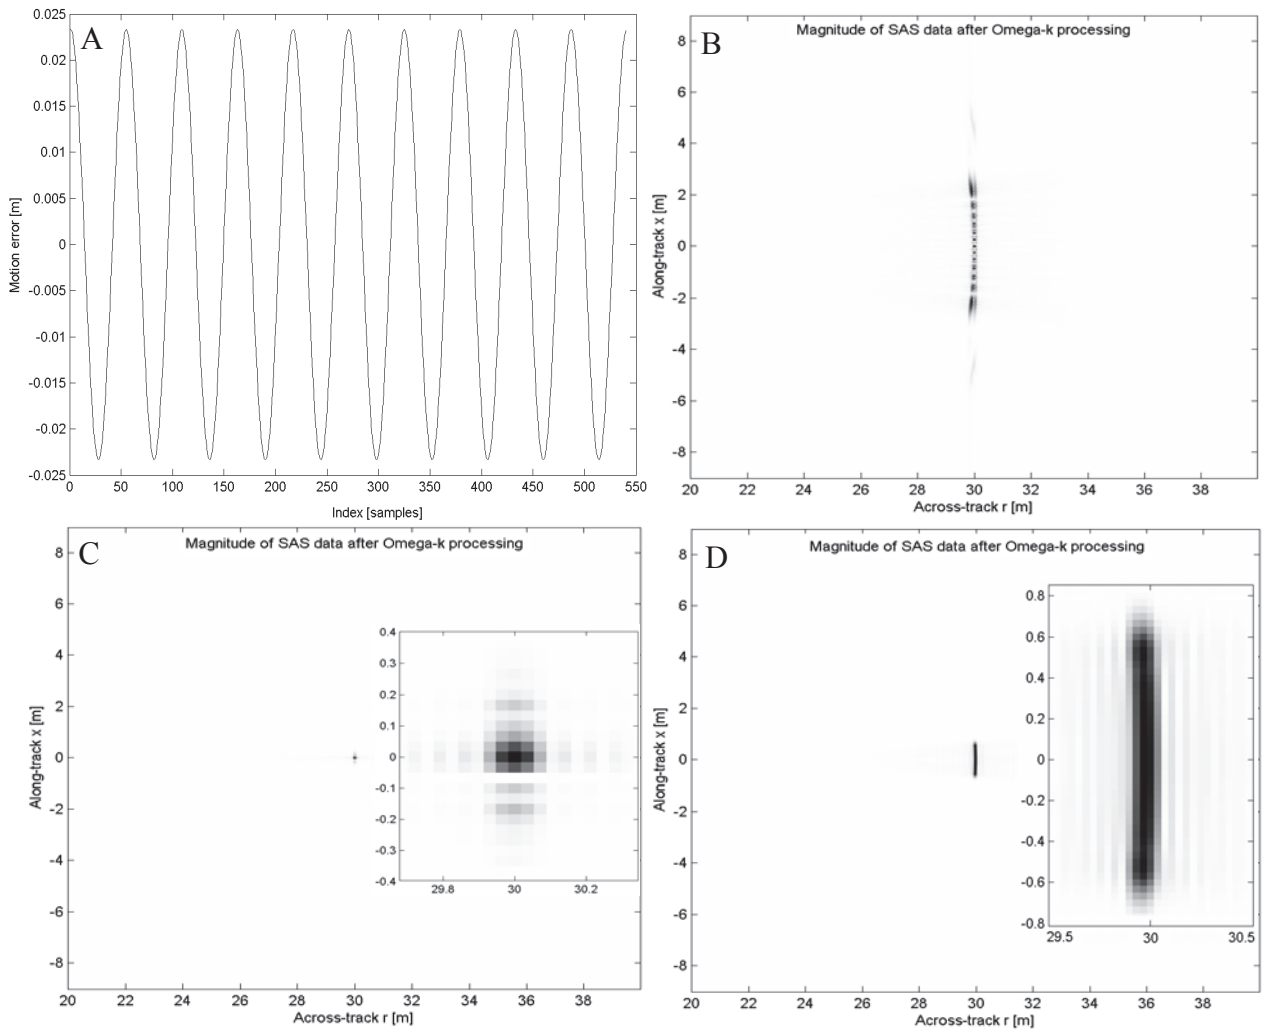 A
0.025
0.02
0.015
0.01
0.005
0
-0.005
-0.01
-0.015
-0.02
-0.025
Motion error [m]
0 50 100 150 200 250 300 350 400 450 500 550
Index [samples]
B
Magnitude of SAS data after Omega-k processing
8
6
4
2
0
-2
-4
-6
-8
Along-track x [m]
20 22 24 26 28 30 32 34 36 38
Across-track r [m]
C
Magnitude of SAS data after Omega-k processing
8
6
4
2
0
-2
-4
-6
-8
Along-track x [m]
0.4
0.3
0.2
0.1
0
-0.1
-0.2
-0.3
-0.4
29.8 30 30.2
20 22 24 26 28 30 32 34 36 38
Across-track r [m]
D
Magnitude of SAS data after Omega-k processing
8
6
4
2
0
-2
-4
-6
-8
Along-track x [m]
0.8
0.6
0.4
0.2
0
-0.2
-0.4
-0.6
-0.8
29.5 30 30.5
20 22 24 26 28 30 32 34 36 38
Across-track r [m]